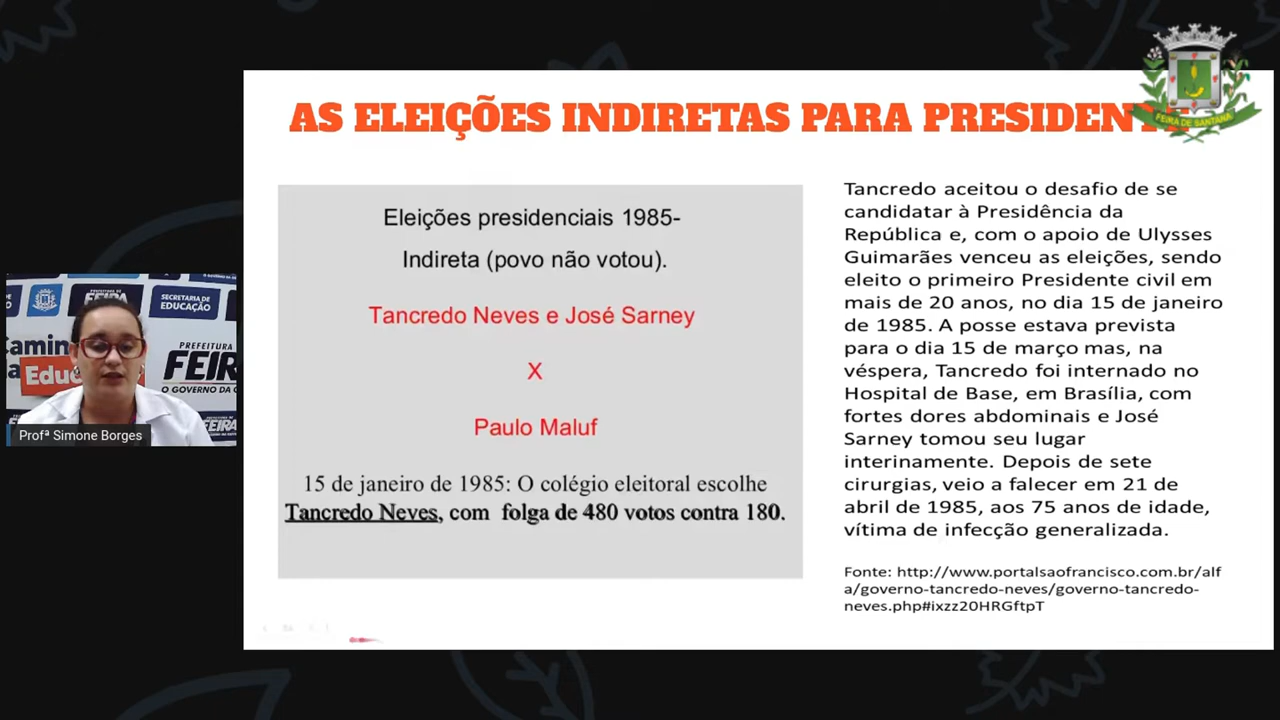 AS ELEIÇÕES INDIRETAS PARA PRESIDENTE
FEIRA DE SANTANA
Eleições presidenciais 1985-
Indireta (povo não votou).
Tancredo Neves e José Sarney
X
Paulo Maluf
15 de janeiro de 1985: O colégio eleitoral escolhe
Tancredo Neves, com folga de 480 votos contra 180.
Tancredo aceitou o desafio de se
candidatar à Presidência da
República e, com o apoio de Ulysses
Guimarães venceu as eleições, sendo
eleito o primeiro Presidente civil em
mais de 20 anos, no dia 15 de janeiro
de 1985. A posse estava prevista
para o dia 15 de março mas, na
véspera, Tancredo foi internado no
Hospital de Base, em Brasília, com
fortes dores abdominais e José
Sarney tomou seu lugar
interinamente. Depois de sete
cirurgias, veio a falecer em 21 de
abril de 1985, aos 75 anos de idade,
vítima de infecção generalizada.
Fonte: http://www.portalsaofrancisco.com.br/alf
a/governo-tancredo-neves/governo-tancredo-
neves.php#ixzz20HRGftpT
FEIRA
SECRETARIA DE
EDUCAÇÃO
Camin
Edu
PREFEITURA
FEIR
O GOVERNO DA
Profª Simone Borges